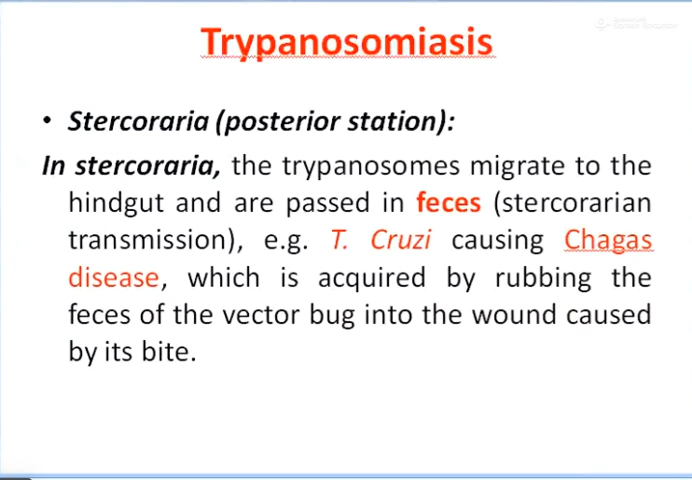 Trypanosomiasis
• Stercoraria (posterior station):
In stercoraria, the trypanosomes migrate to the
hindgut and are passed in feces (stercorarian
transmission), e.g. T. Cruzi causing Chagas
disease, which is acquired by rubbing the
feces of the vector bug into the wound caused
by its bite.